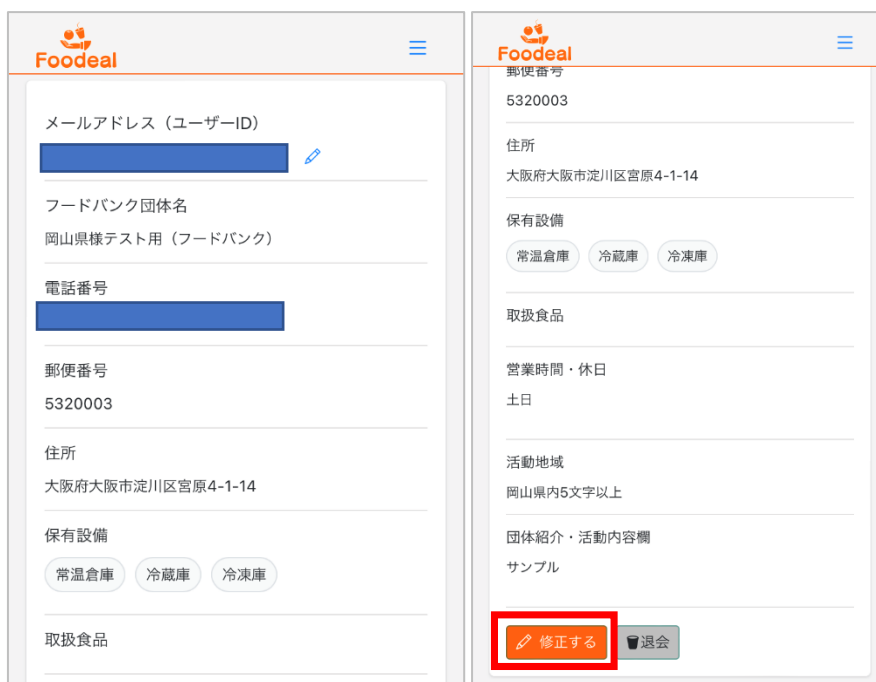 Foodeal
メールアドレス（ユーザーID）
フードバンク団体名
岡山県様テスト用（フードバンク）
電話番号
郵便番号
5320003
住所
大阪府大阪市淀川区宮原4-1-14
保有設備
常温倉庫 冷蔵庫 冷凍庫
取扱食品
Foodeal
郵便番号
5320003
住所
大阪府大阪市淀川区宮原4-1-14
保有設備
常温倉庫 冷蔵庫 冷凍庫
取扱食品
営業時間・休日
土日
活動地域
岡山県内5文字以上
団体紹介・活動内容欄
サンプル
修正する 退会